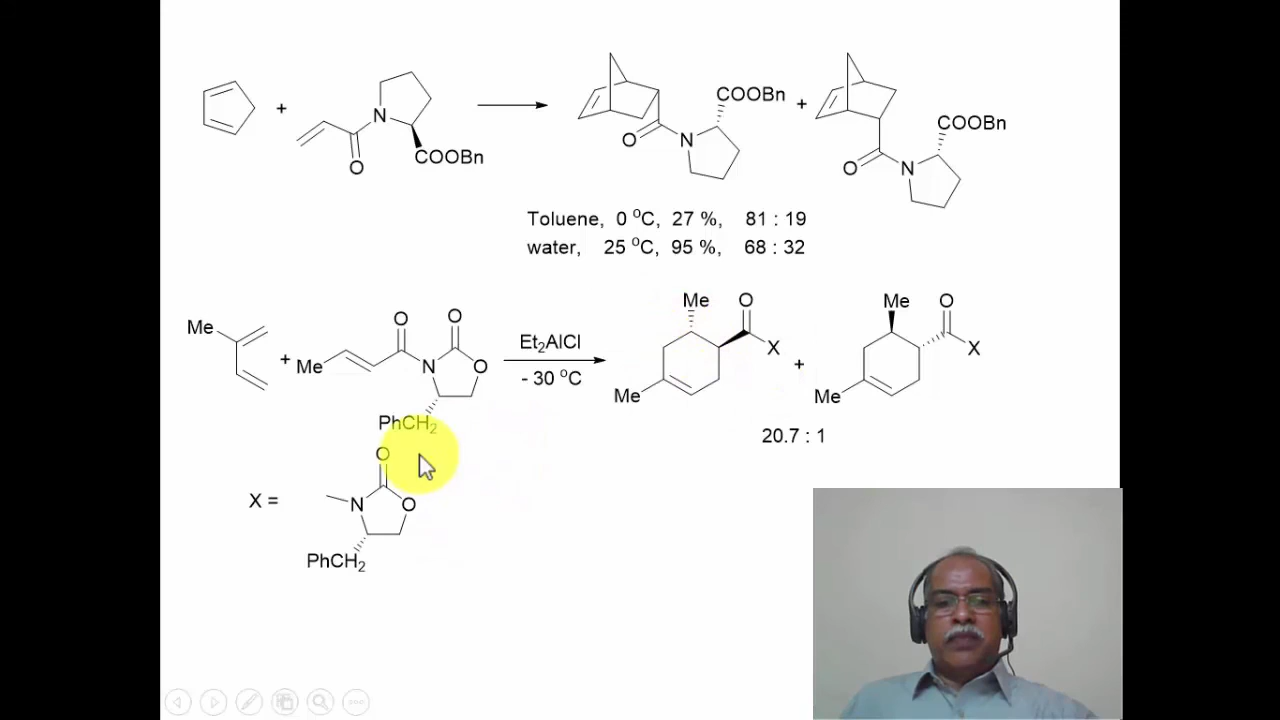 +
N
O
COOBn
O
N
COOBn
+
O
N
COOBn
Toluene, 0 °C, 27 %, 81 : 19
water, 25 °C, 95 %, 68 : 32
Me
+
Me
O
O
N
O
PhCH2
Et2AlCl
- 30 °C
Me
O
X
Me
+
Me
O
X
Me
20.7 : 1
X =
O
N
O
PhCH2